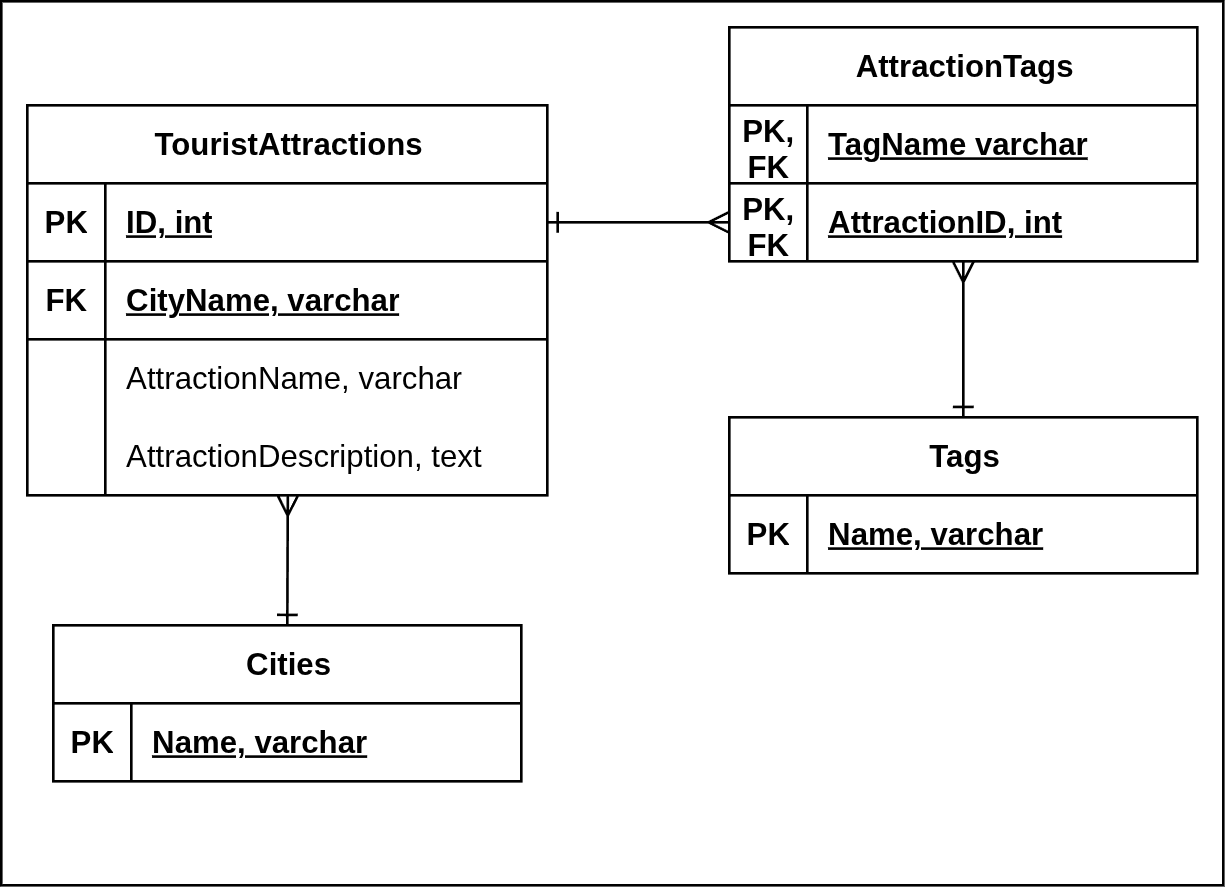 TouristAttractions
PK ID, int
FK CityName, varchar
AttractionName, varchar
AttractionDescription, text
AttractionTags
PK,
FK
TagName varchar
PK,
FK
AttractionID, int
Tags
PK Name, varchar
Cities
PK Name, varchar